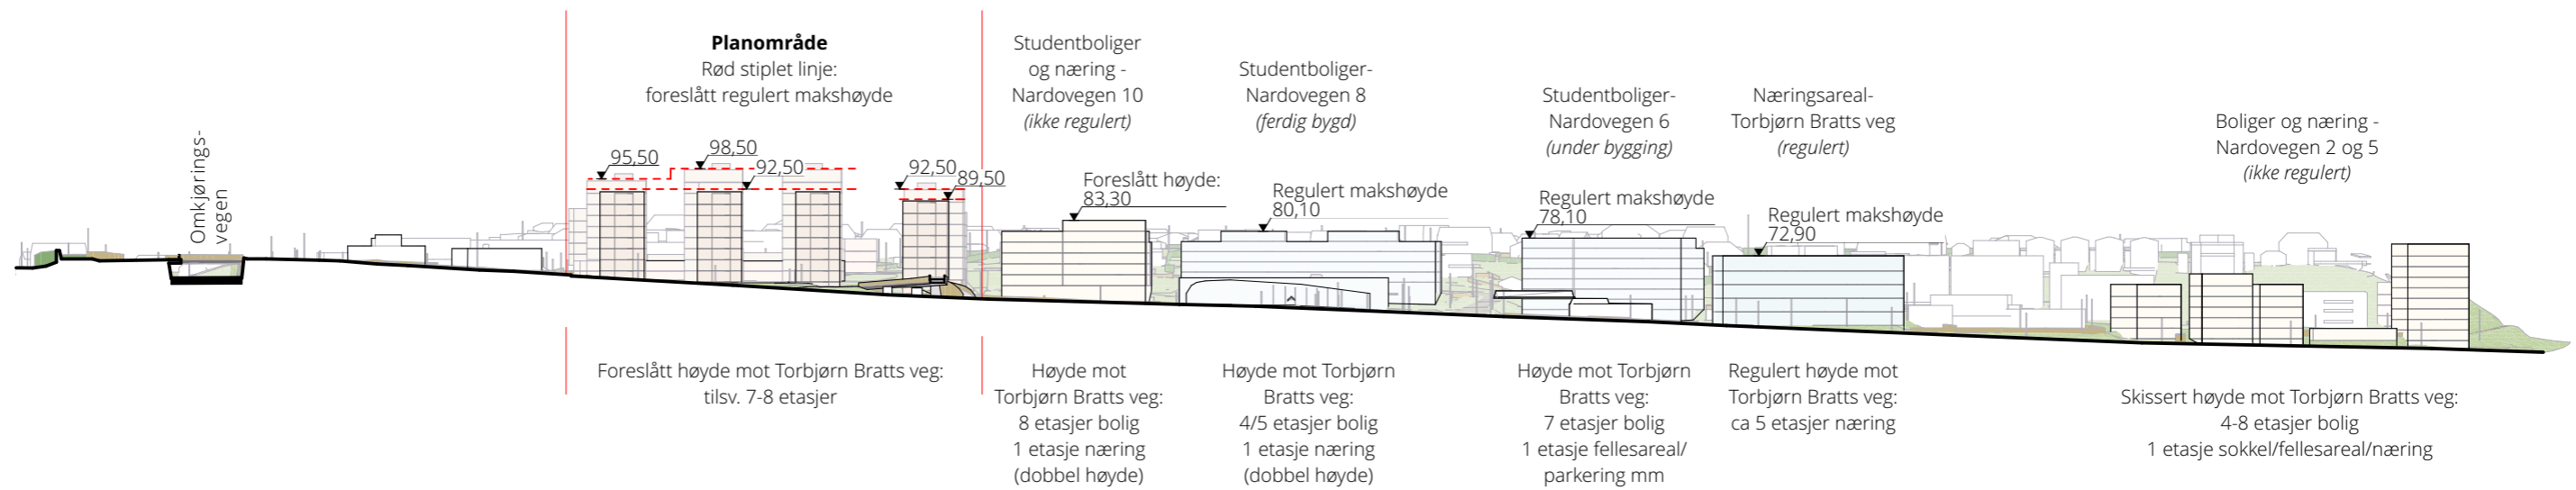 Omkjørings-
vegen
Planområde
Rød stiplet linje:
foreslått regulert makshøyde
95,50
98,50
92,50
92,50
89,50
Studentboliger
og næring -
Nardovegen 10
(ikke regulert)
Foreslått høyde:
83,30
Studentboliger-
Nardovegen 8
(ferdig bygd)
Regulert makshøyde
80,10
Studentboliger-
Nardovegen 6
(under bygging)
Regulert makshøyde
78,10
Næringsareal-
Torbjørn Bratts veg
(regulert)
Regulert makshøyde
72,90
Boliger og næring -
Nardovegen 2 og 5
(ikke regulert)
Foreslått høyde mot Torbjørn Bratts veg:
tilsv. 7-8 etasjer
Høyde mot
Torbjørn Bratts veg:
8 etasjer bolig
1 etasje næring
(dobbel høyde)
Høyde mot Torbjørn
Bratts veg:
4/5 etasjer bolig
1 etasje næring
(dobbel høyde)
Høyde mot Torbjørn
Bratts veg:
7 etasjer bolig
1 etasje fellesareal/
parkering mm
Regulert høyde mot
Torbjørn Bratts veg:
ca 5 etasjer næring
Skissert høyde mot Torbjørn Bratts veg:
4-8 etasjer bolig
1 etasje sokkel/fellesareal/næring